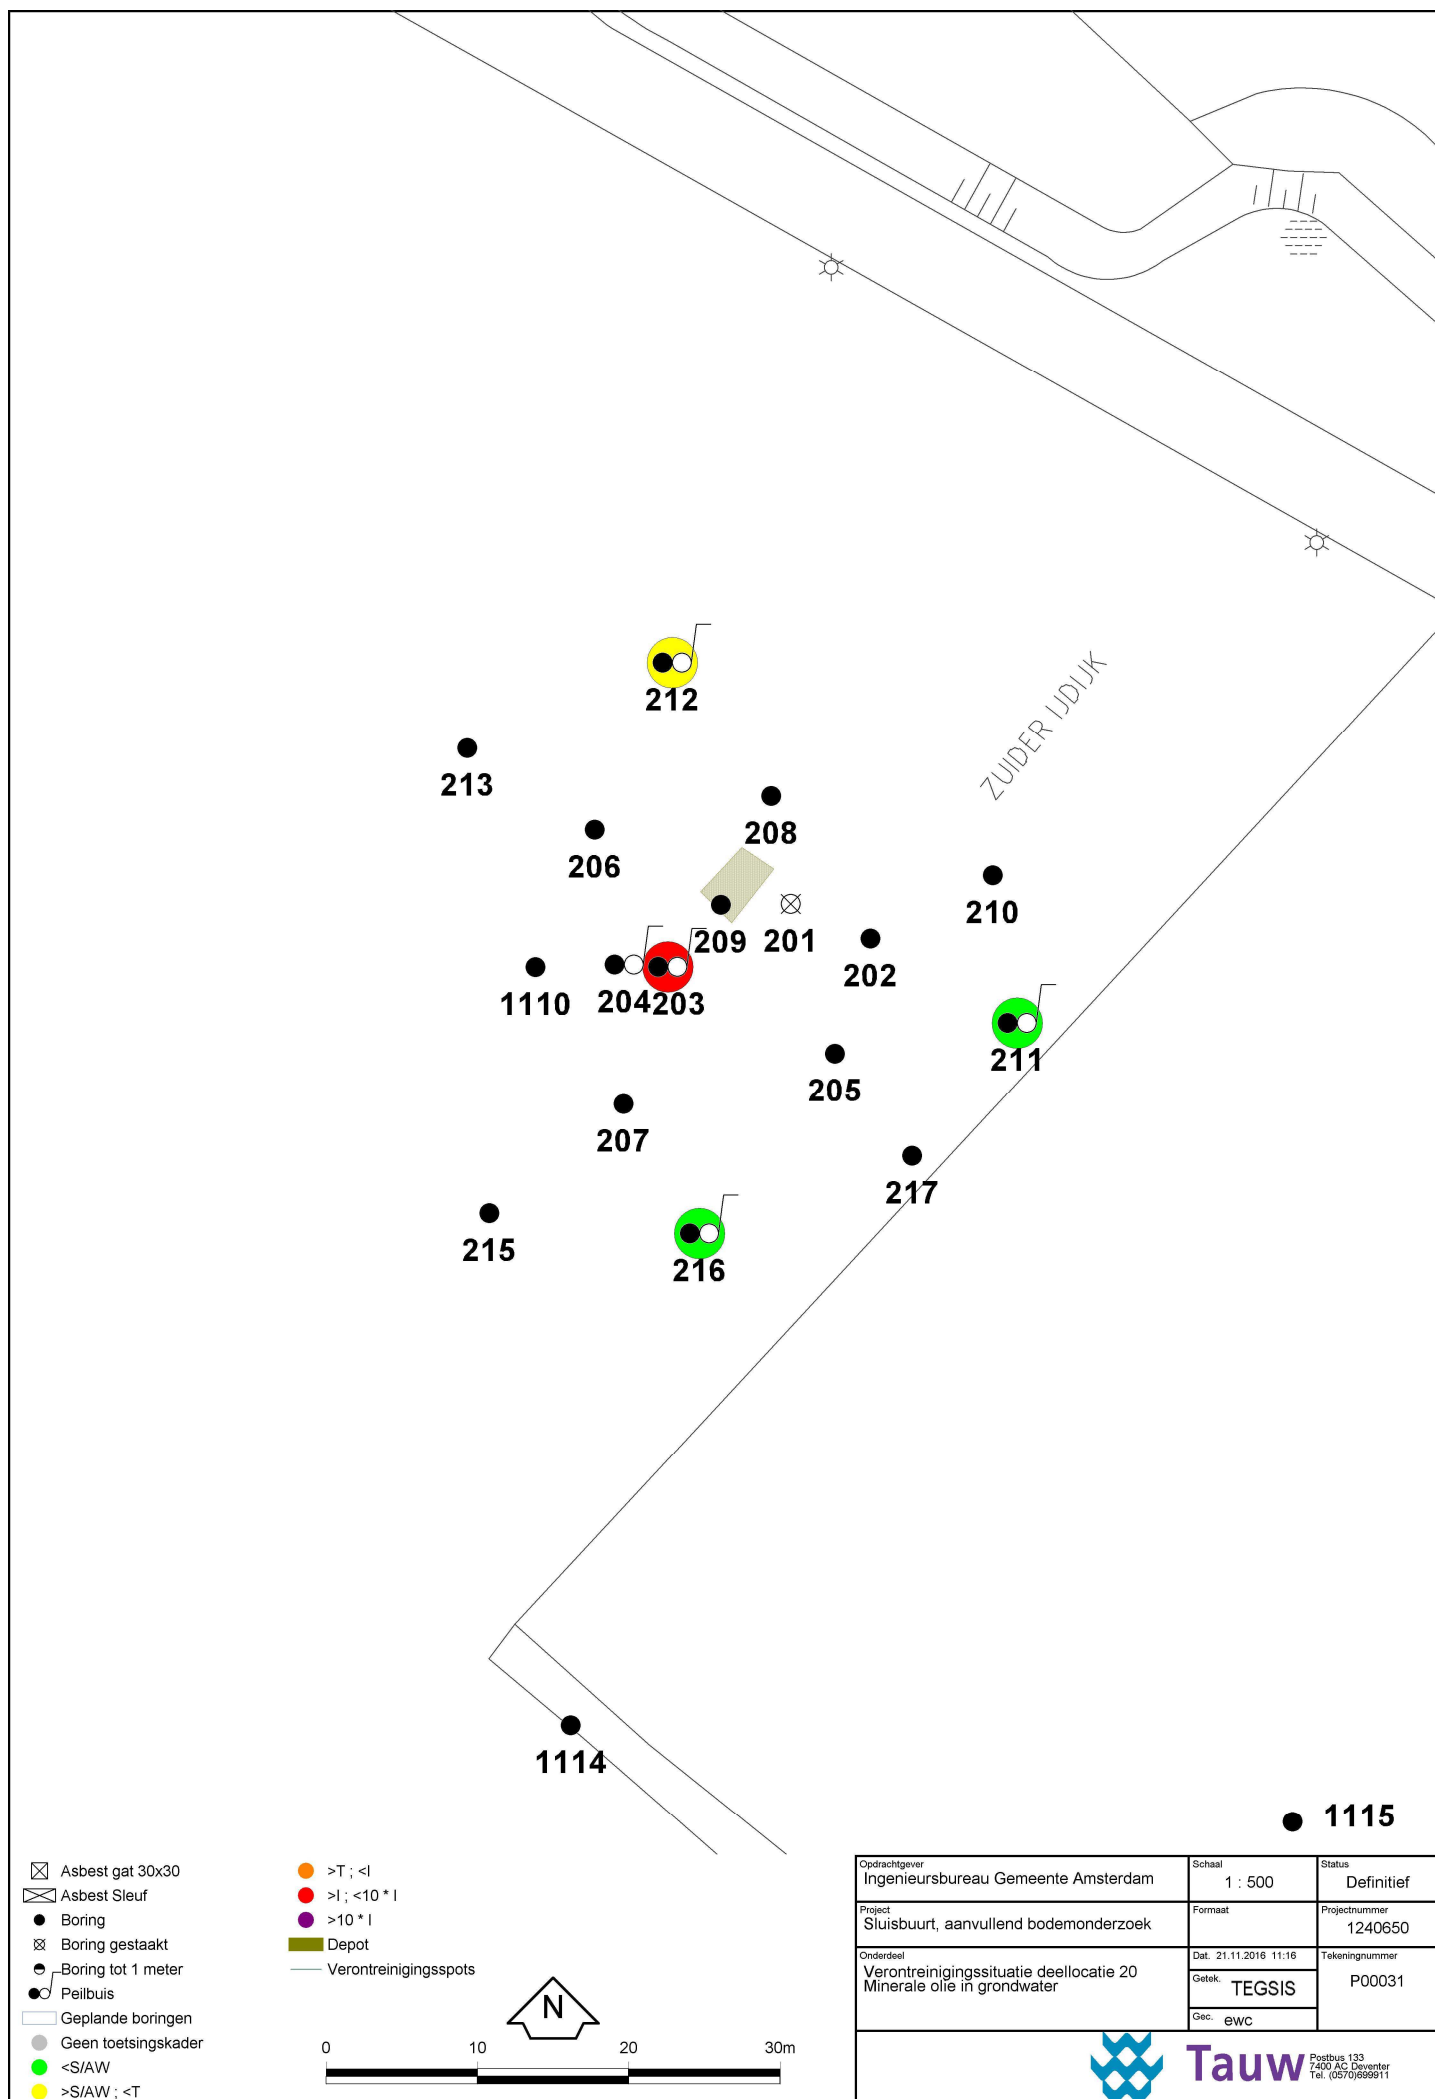 ZUIDER IJDIJK
212
213
208
206
210
209
201
202
1110
204
203
211
205
207
217
215
216
1114
1115
Asbest gat 30x30
Asbest Sleuf
Boring
Boring gestaakt
Boring tot 1 meter
Peilbuis
Geplande boringen
Geen toetsingskader
<S/AW
>S/AW ; <T
>T ; <I
>I ; <10 * I
>10 * I
Depot
Verontreinigingsspots
N
0 10 20 30m
Opdrachtgever
Ingenieursbureau Gemeente Amsterdam
Schaal
1 : 500
Status
Definitief
Project
Sluisbuurt, aanvullend bodemonderzoek
Formaat
Projectnummer
1240650
Onderdeel
Verontreinigingssituatie deellocatie 20
Minerale olie in grondwater
Dat. 21.11.2016 11:16
Getek. TEGSIS
Gec. ewc
Tekeningnummer
P00031
Tauw
Postbus 133
7400 AC Deventer
Tel. (0570)699911